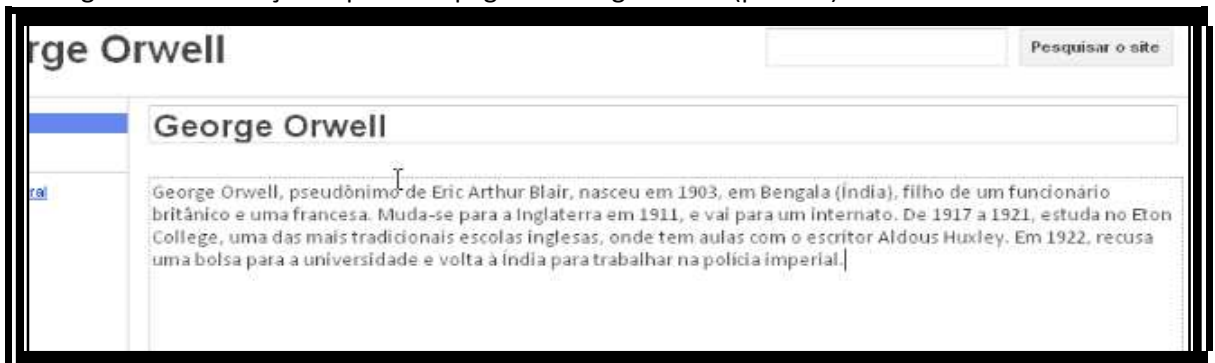 rge Orwell
Pesquisar o site
George Orwell
ral
George Orwell, pseudônimo de Eric Arthur Blair, nasceu em 1903, em Bengala (Índia), filho de um funcionário
britânico e uma francesa. Muda-se para a Inglaterra em 1911, e vai para um internato. De 1917 a 1921, estuda no Eton
College, uma das mais tradicionais escolas inglesas, onde tem aulas com o escritor Aldous Huxley. Em 1922, recusa
uma bolsa para a universidade e volta à Índia para trabalhar na polícia imperial.